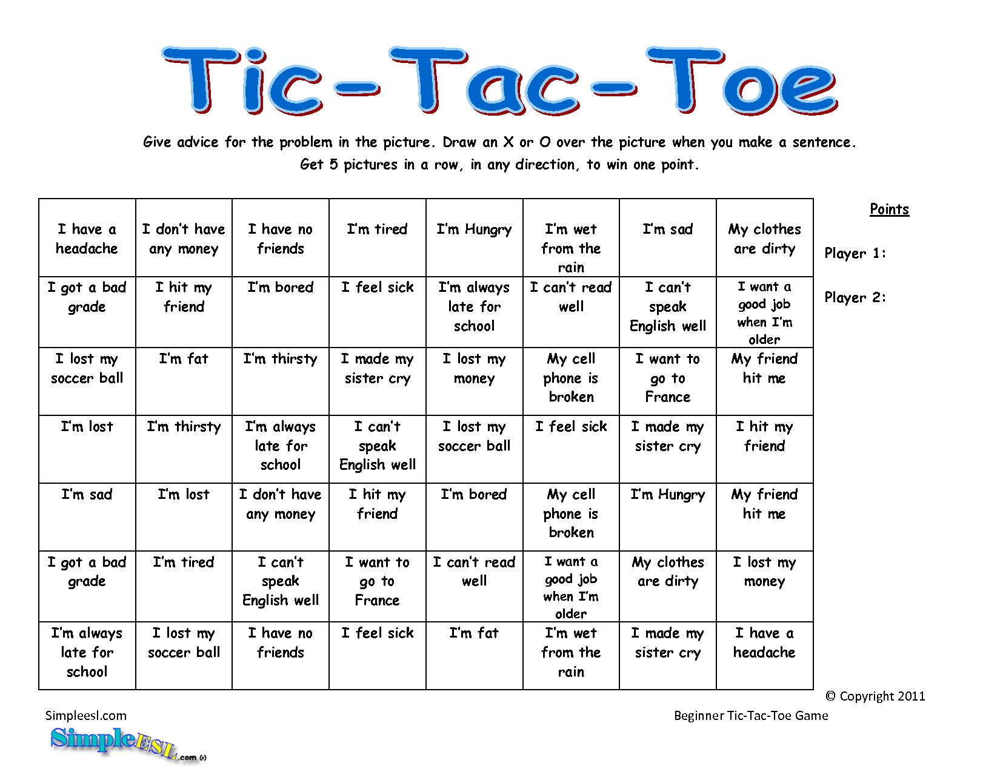 Tic-Tac-Toe
Give advice for the problem in the picture. Draw an X or O over the picture when you make a sentence.
Get 5 pictures in a row, in any direction, to win one point.
I have a
headache
I don't have
any money
I have no
friends
I'm tired
I'm Hungry
I'm wet
from the
rain
I'm sad
My clothes
are dirty
I got a bad
grade
I hit my
friend
I'm bored
I feel sick
I'm always
late for
school
I can't read
well
I can't
speak
English well
I want a
good job
when I'm
older
I lost my
soccer ball
I'm fat
I'm thirsty
I made my
sister cry
I lost my
money
My cell
phone is
broken
I want to
go to
France
My friend
hit me
I'm lost
I'm thirsty
I'm always
late for
school
I can't
speak
English well
I lost my
soccer ball
I feel sick
I made my
sister cry
I hit my
friend
I'm sad
I'm lost
I don't have
any money
I hit my
friend
I'm bored
My cell
phone is
broken
I'm Hungry
My friend
hit me
I got a bad
grade
I'm tired
I can't
speak
English well
I want to
go to
France
I can't read
well
I want a
good job
when I'm
older
My clothes
are dirty
I lost my
money
I'm always
late for
school
I lost my
soccer ball
I have no
friends
I feel sick
I'm fat
I'm wet
from the
rain
I made my
sister cry
I have a
headache
Points
Player 1:
Player 2:
© Copyright 2011
Simpleesl.com
Beginner Tic-Tac-Toe Game
SimpleESL.com (c)